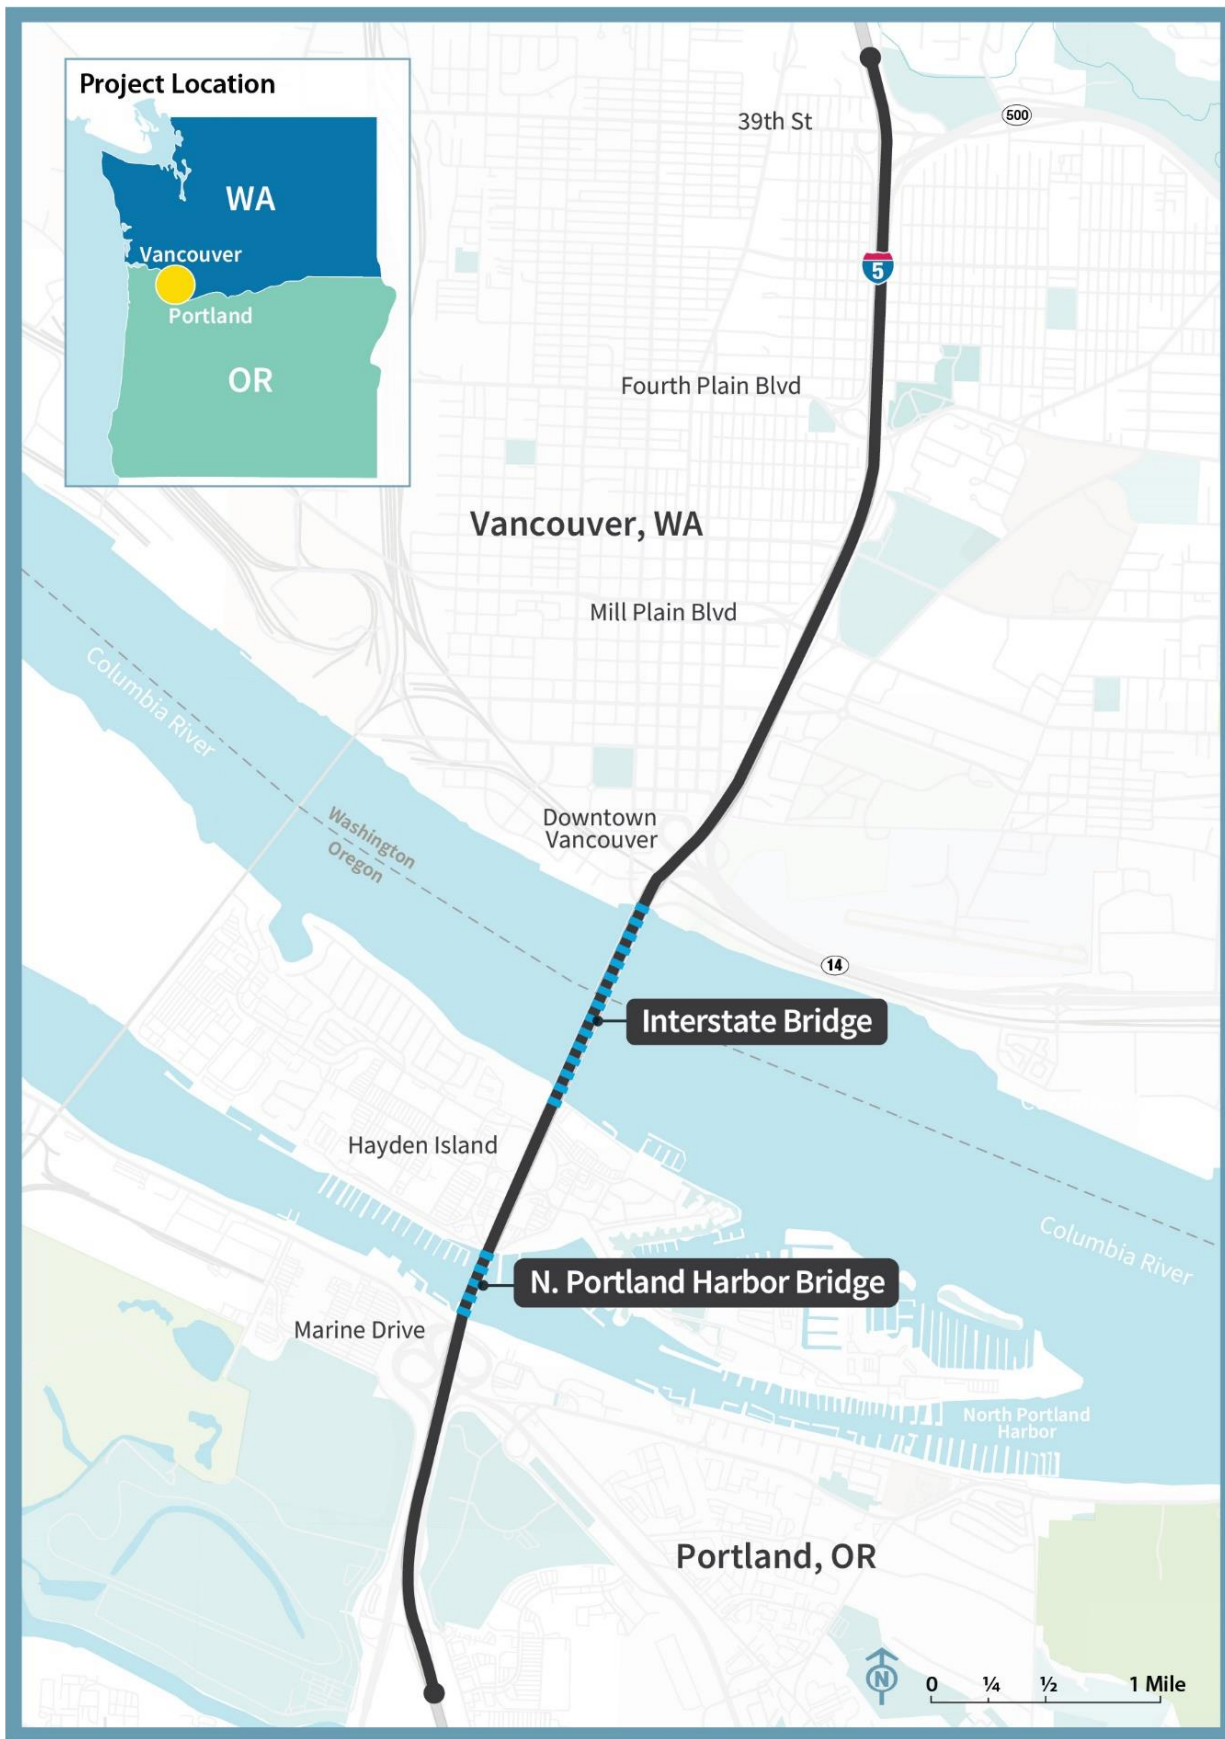 Project Location
WA
Vancouver
Portland
OR
39th St
500
5
Fourth Plain Blvd
Vancouver, WA
Mill Plain Blvd
Columbia River
Downtown
Vancouver
Washington
Oregon
14
Interstate Bridge
Hayden Island
Columbia River
N. Portland Harbor Bridge
Marine Drive
North Portland
Harbor
Portland, OR
N
0 ¼ ½ 1 Mile